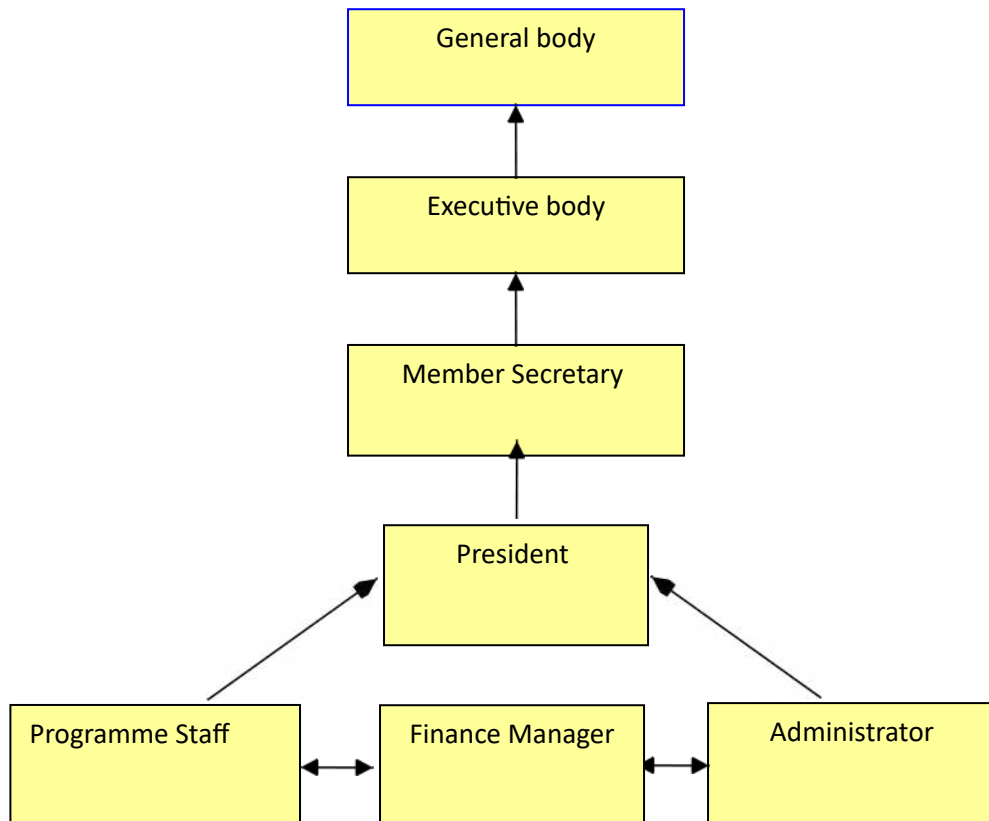 General body
Executive body
Member Secretary
President
Programme Staff
Finance Manager
Administrator